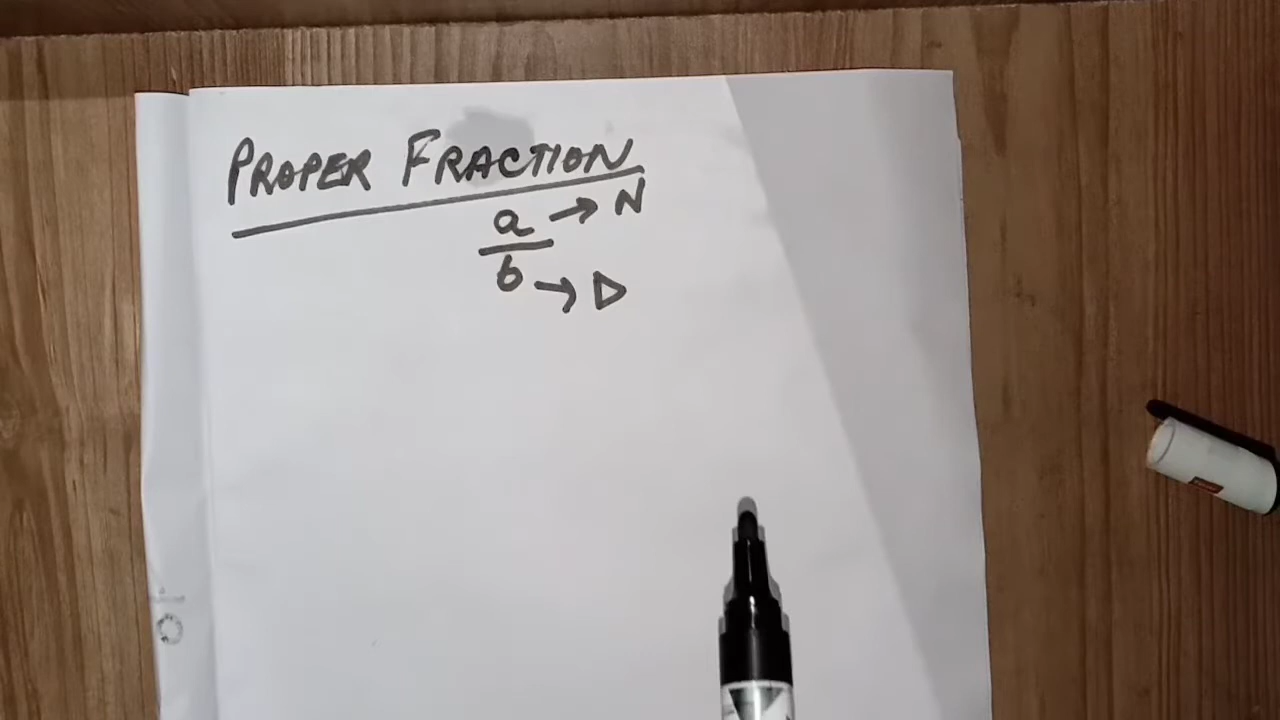 PROPER FRACTION
a → N
b → D